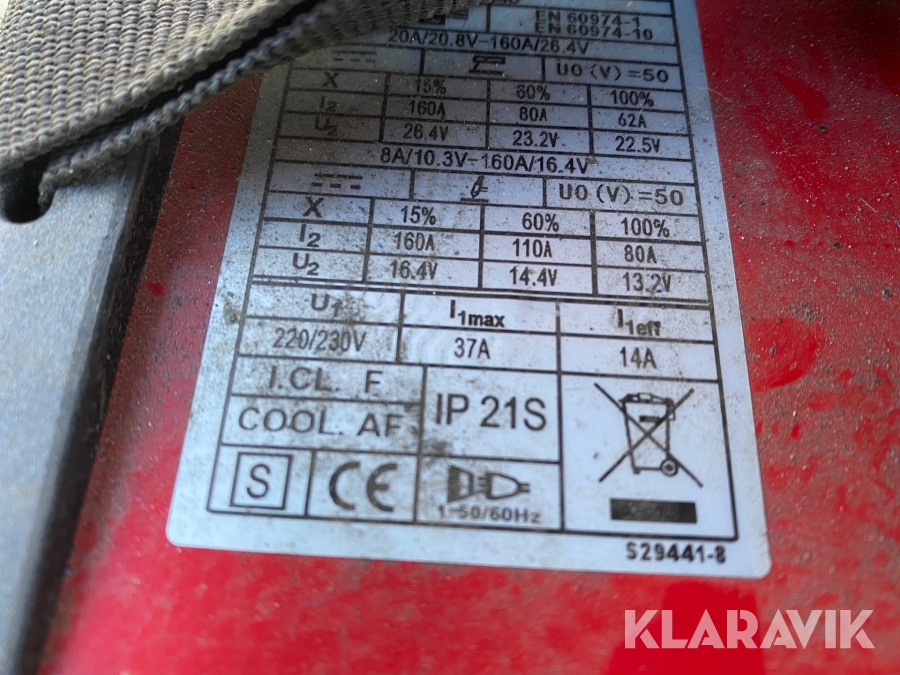 EN 60974-1
EN 60974-10
20A/20.8V-160A/26.4V
U0 (V)=50
X 15% 60% 100%
I2 160A 80A 62A
U2 26.4V 23.2V 22.5V
8A/10.3V-160A/16.4V
U0 (V)=50
X 15% 60% 100%
I2 160A 110A 80A
U2 16.4V 14.4V 13.2V
U1 I1max I1eff
220/230V 37A 14A
I.CL. F
COOL. AF
IP 21S
S CE
1~50/60Hz
S29441-8
KLARAVIK